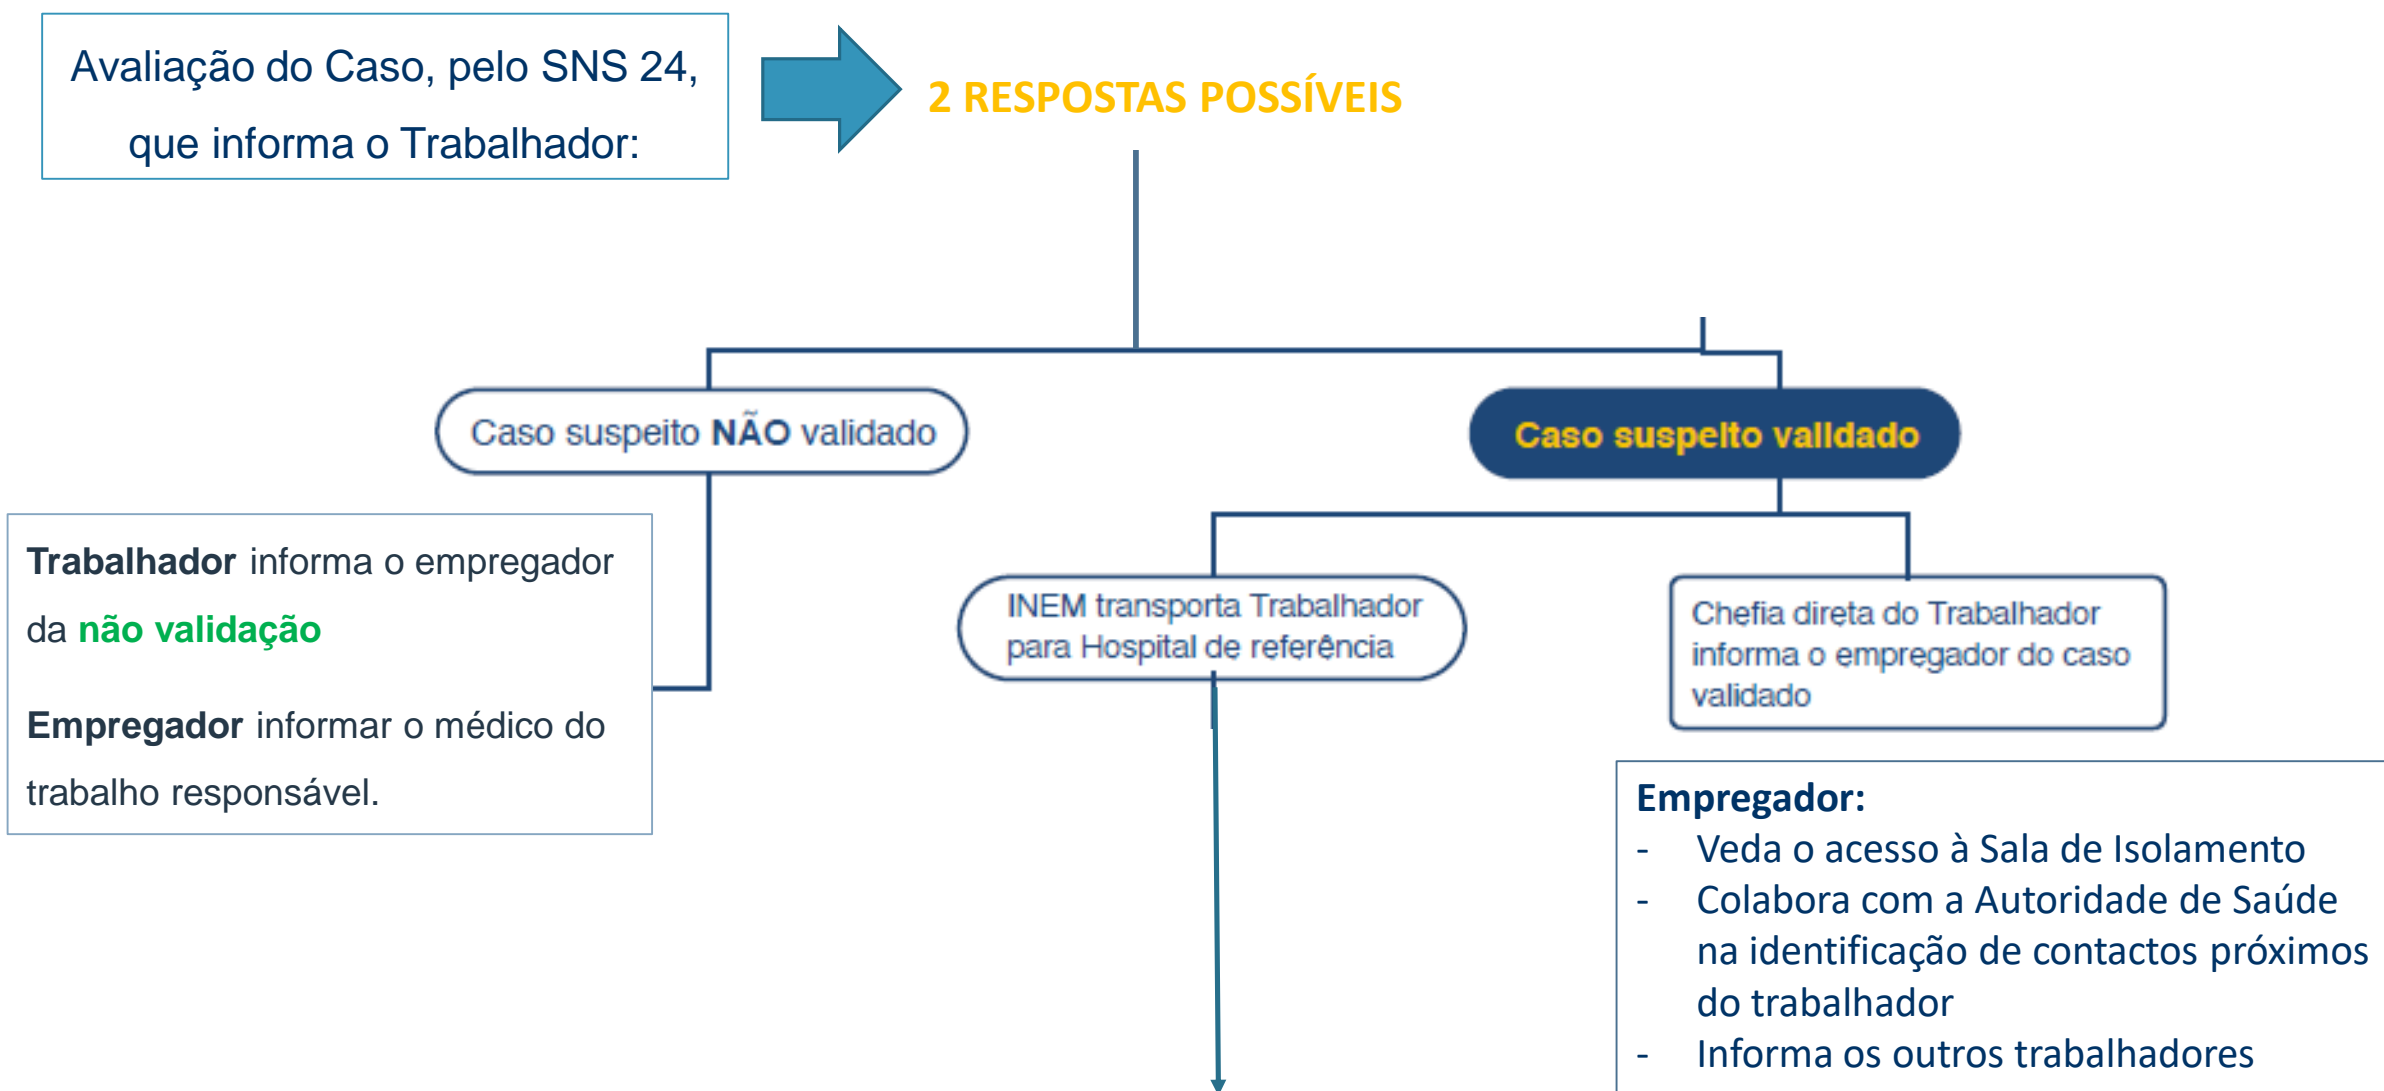 Avaliação do Caso, pelo SNS 24,
que informa o Trabalhador:
2 RESPOSTAS POSSÍVEIS
Caso suspeito NÃO validado
Caso suspeito validado
Trabalhador informa o empregador
da não validação
Empregador informar o médico do
trabalho responsável.
INEM transporta Trabalhador
para Hospital de referência
Chefia direta do Trabalhador
informa o empregador do caso
validado
Empregador:
- Veda o acesso à Sala de Isolamento
- Colabora com a Autoridade de Saúde
na identificação de contactos próximos
do trabalhador
- Informa os outros trabalhadores